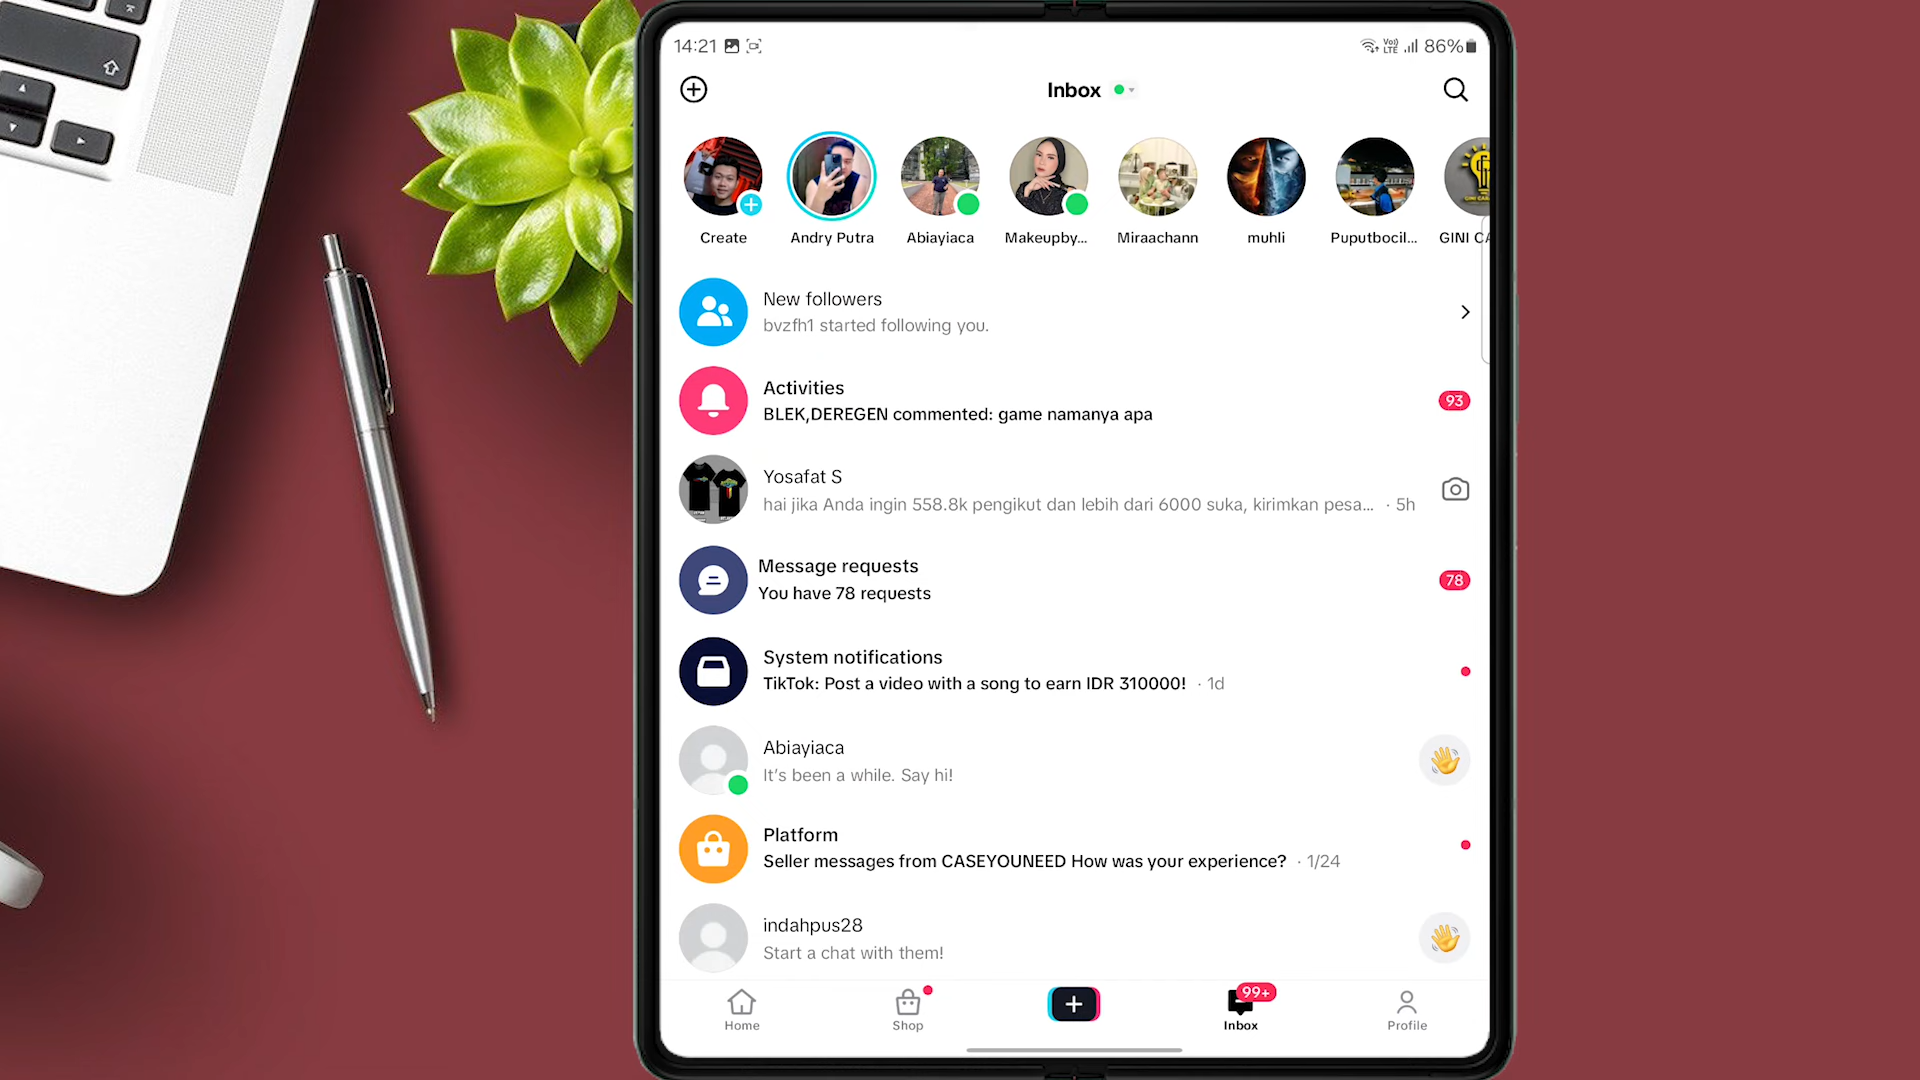 14:21
Vo))
LTE
86%
Inbox
Create
Andry Putra
Abiayiaca
Makeupby...
Miraachann
muhli
Puputbocil...
GINI CA
New followers
bvzfh1 started following you.
Activities
BLEK,DEREGEN commented: game namanya apa
93
Yosafat S
hai jika Anda ingin 558.8k pengikut dan lebih dari 6000 suka, kirimkan pesa... · 5h
Message requests
You have 78 requests
78
System notifications
TikTok: Post a video with a song to earn IDR 310000! · 1d
Abiayiaca
It's been a while. Say hi!
Platform
Seller messages from CASEYOUNEED How was your experience? · 1/24
indahpus28
Start a chat with them!
99+
Home
Shop
Inbox
Profile